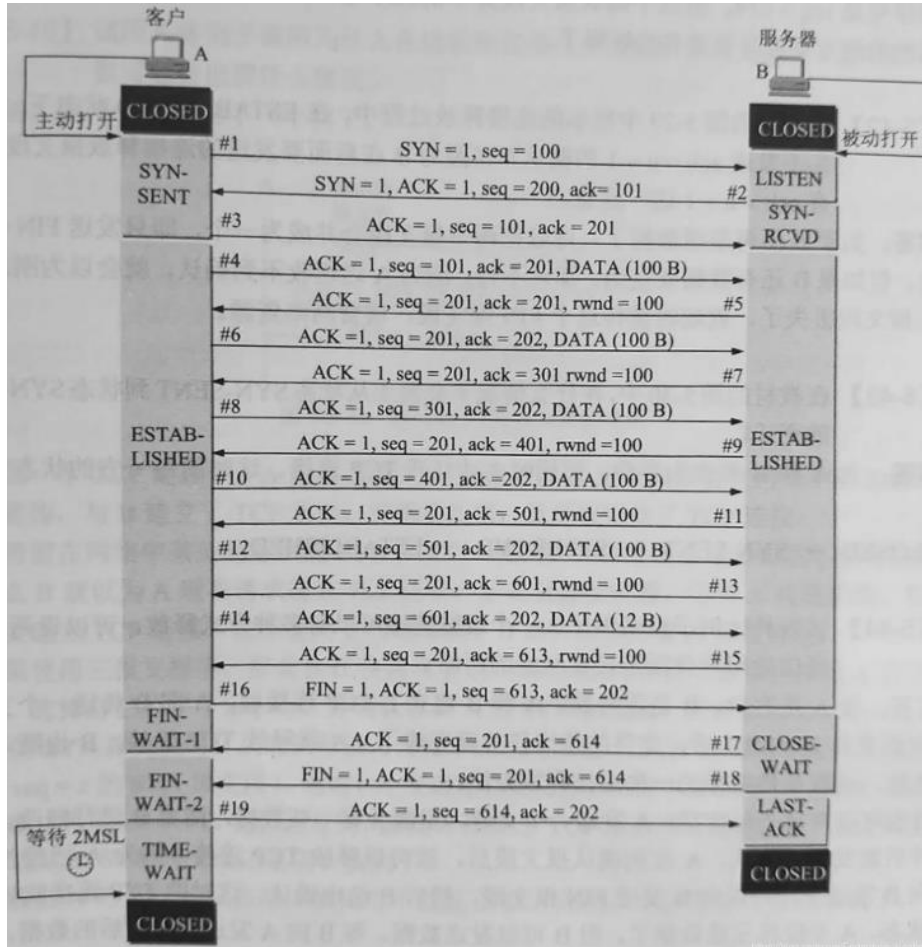 客户
服务器
A
B
CLOSED
CLOSED
主动打开
被动打开
#1
SYN = 1, seq = 100
SYN-
SENT
LISTEN
SYN = 1, ACK = 1, seq = 200, ack= 101
#2
SYN-
RCVD
#3
ACK = 1, seq = 101, ack = 201
#4
ACK = 1, seq = 101, ack = 201, DATA (100 B)
ACK = 1, seq = 201, ack = 201, rwnd = 100
#5
#6
ACK =1, seq = 201, ack = 202, DATA (100 B)
ACK = 1, seq = 201, ack = 301 rwnd =100
#7
#8
ACK = 1, seq = 301, ack = 202, DATA (100 B)
ESTAB-
LISHED
ESTAB-
LISHED
ACK = 1, seq = 201, ack = 401, rwnd =100
#9
#10
ACK =1, seq = 401, ack =202, DATA (100 B)
ACK = 1, seq = 201, ack = 501, rwnd =100
#11
#12
ACK = 1, seq =501, ack = 202, DATA (100 B)
ACK = 1, seq = 201, ack = 601, rwnd = 100
#13
#14
ACK = 1, seq = 601, ack = 202, DATA (12 B)
ACK = 1, seq = 201, ack = 613, rwnd =100
#15
#16
FIN = 1, ACK = 1, seq = 613, ack = 202
FIN-
WAIT-1
ACK = 1, seq = 201, ack = 614
#17
CLOSE-
WAIT
FIN = 1, ACK = 1, seq = 201, ack = 614
#18
FIN-
WAIT-2
#19
ACK = 1, seq = 614, ack = 202
LAST-
ACK
等待 2MSL
TIME-
WAIT
CLOSED
CLOSED